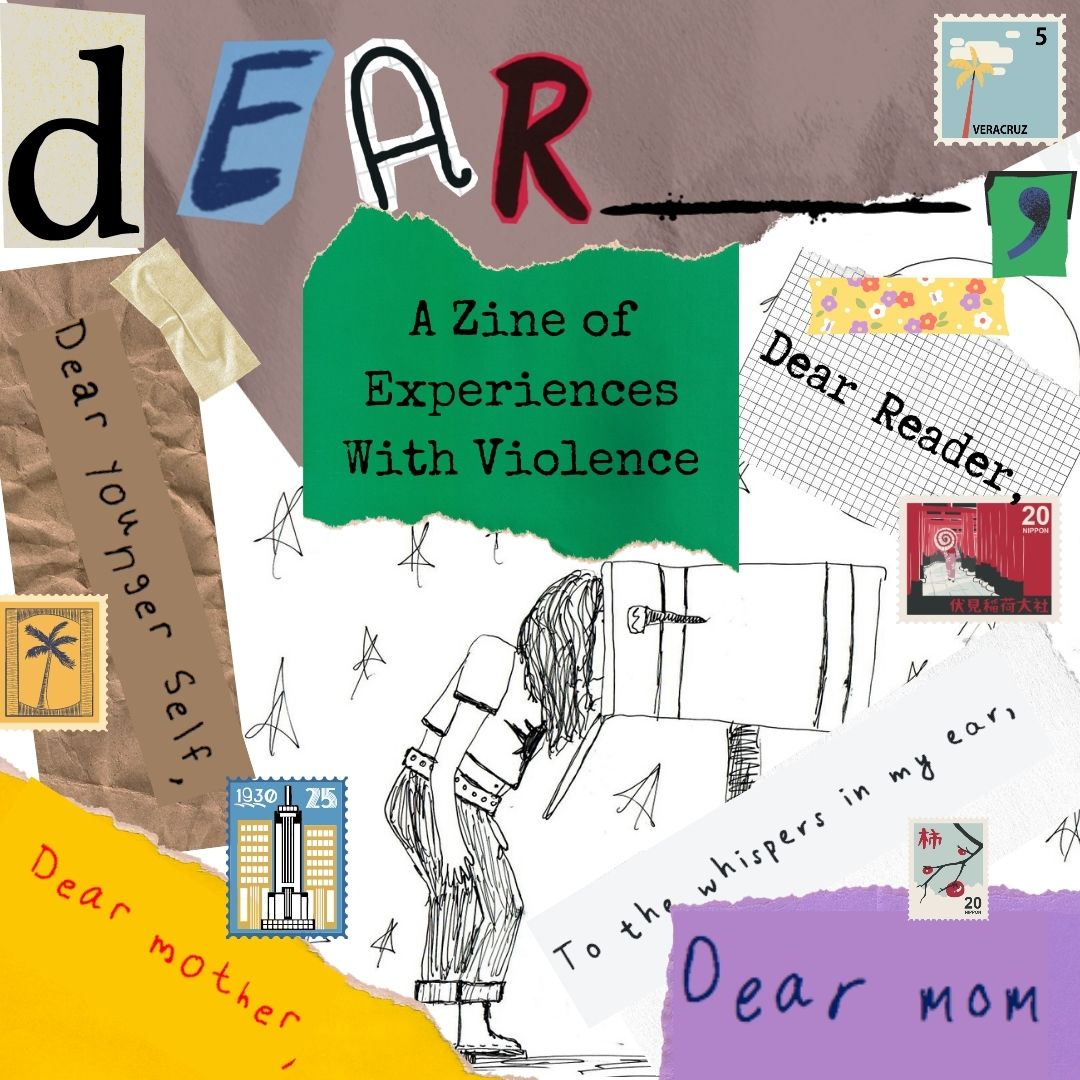 dEAR ,
5
VERACRUZ
A Zine of
Experiences
With Violence
Dear Reader,
20
NIPPON
伏見稲荷大社
Dear Younger Self,
1930 25
To the whispers in my ear,
柿
20
NIPPON
Dear mother,
Dear mom